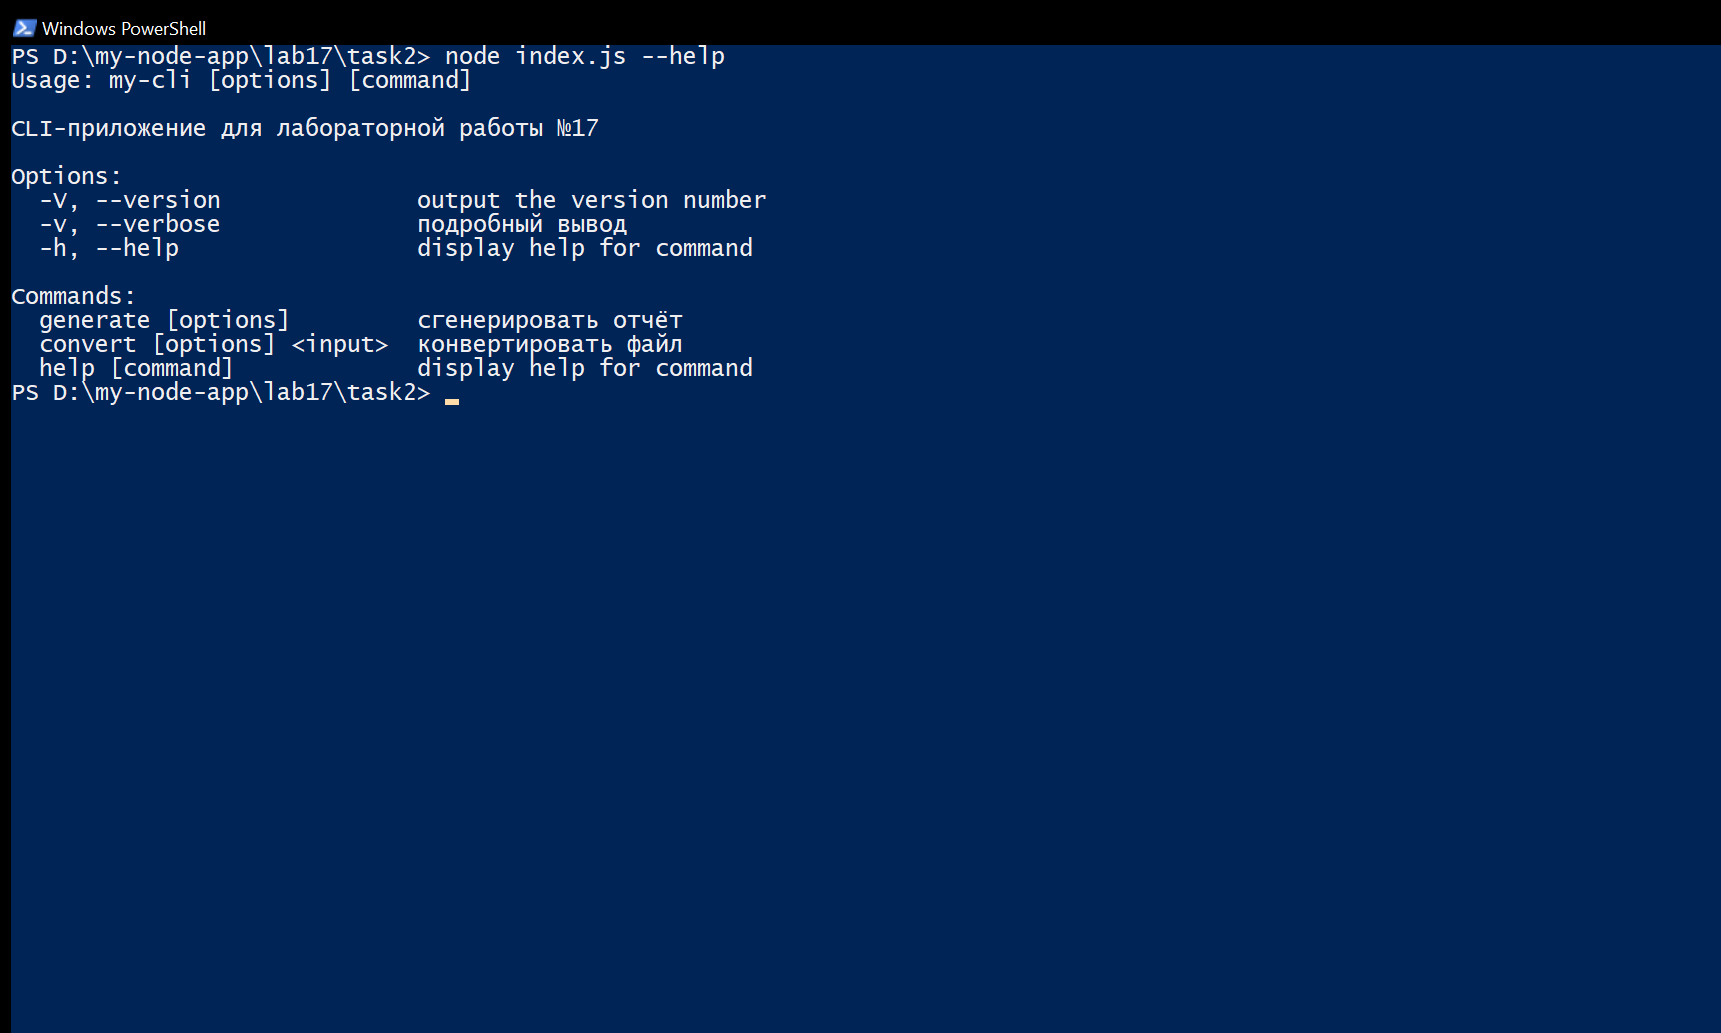 Windows PowerShell
PS D:\my-node-app\lab17\task2> node index.js --help
Usage: my-cli [options] [command]
CLI-приложение для лабораторной работы №17
Options:
  -V, --version              output the version number
  -v, --verbose              подробный вывод
  -h, --help                 display help for command
Commands:
  generate [options]         сгенерировать отчёт
  convert [options] <input>  конвертировать файл
  help [command]             display help for command
PS D:\my-node-app\lab17\task2>